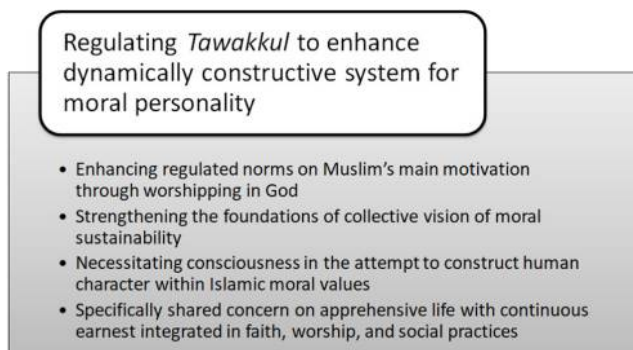 Regulating Tawakkul to enhance
dynamically constructive system for
moral personality
• Enhancing regulated norms on Muslim's main motivation
through worshipping in God
• Strengthening the foundations of collective vision of moral
sustainability
• Necessitating consciousness in the attempt to construct human
character within Islamic moral values
• Specifically shared concern on apprehensive life with continuous
earnest integrated in faith, worship, and social practices